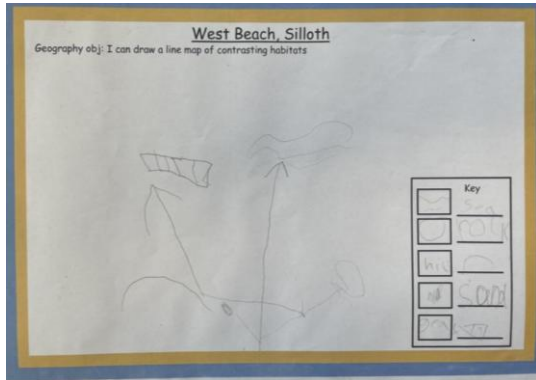 West Beach, Silloth
Geography obj: I can draw a line map of contrasting habitats
Key
Sea
rock
Sand